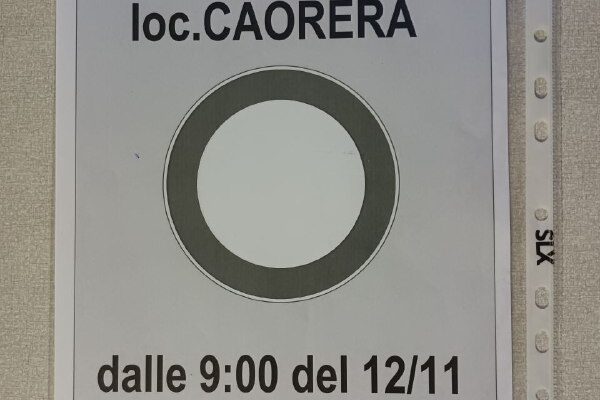 loc.CAORERA
dalle 9:00 del 12/11
SLX